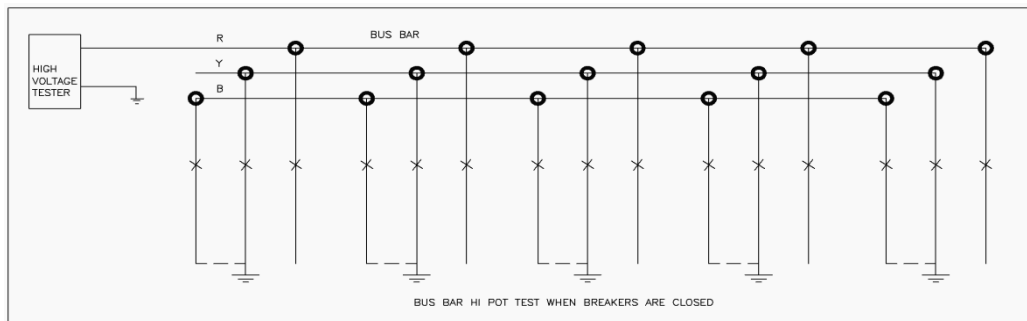 R
BUS BAR
HIGH
VOLTAGE
TESTER
Y
B
BUS BAR HI POT TEST WHEN BREAKERS ARE CLOSED